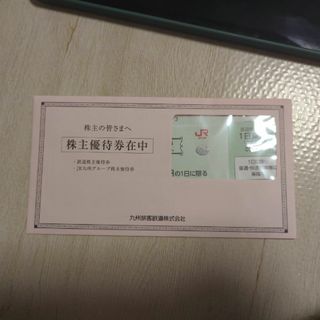 株主の皆さまへ
株主優待券在中
・鉄道株主優待券
・JR九州グループ株主優待券
JR
1日
の1日に限る
九州旅客鉄道株式会社